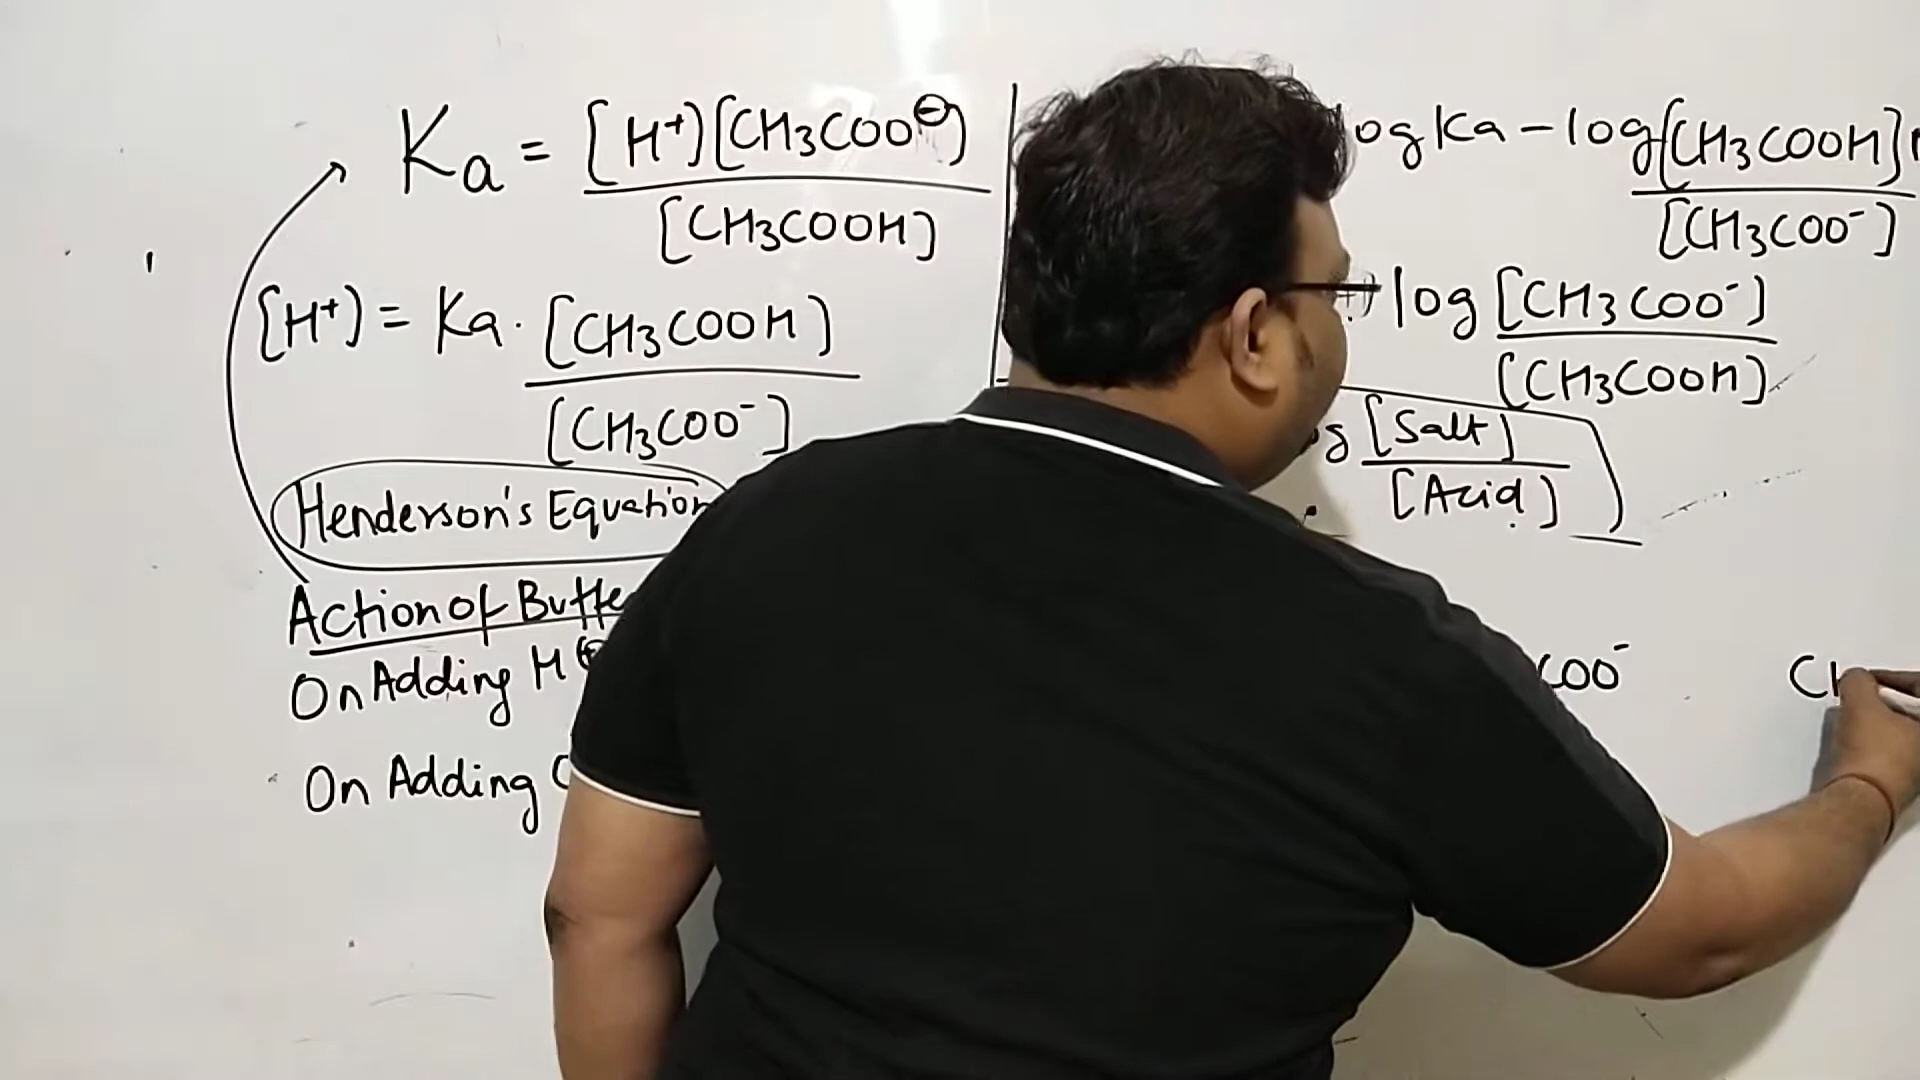 Ka = [H+][CH3COO⊖]
[CH3COOH]
[H+] = Ka · [CH3COOH]
[CH3COO-]
Henderson's Equation
Action of Buffe
On Adding H⊕
On Adding
log Ka - log [CH3COOH]
[CH3COO-]
+ log [CH3COO-]
[CH3COOH]
og [Salt]
[Acid]
COO-